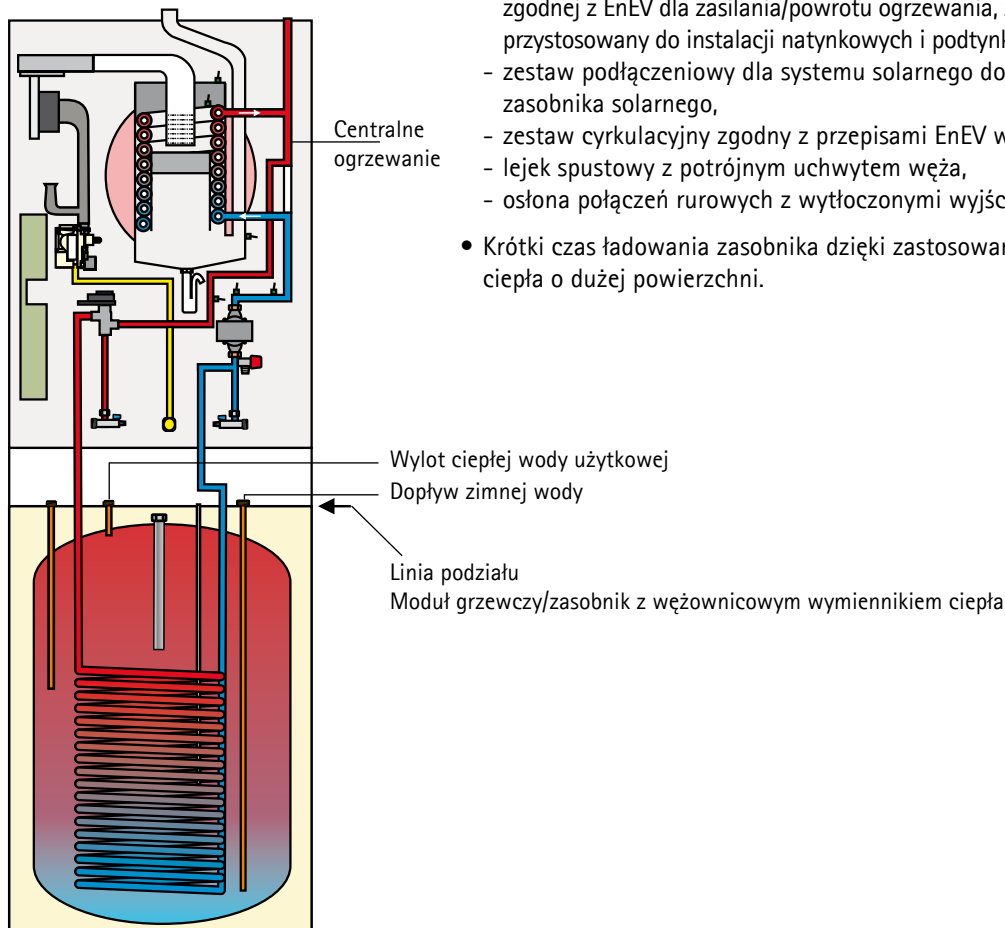 zgodnej z EnEV dla zasilania/powrotu ogrzewania,
przystosowany do instalacji natynkowych i
- zestaw podłączeniowy dla systemu solarnego do
zasobnika solarnego,
- zestaw cyrkulacyjny zgodny z przepisami EnEV
- lejek spustowy z potrójnym uchwytem węża,
- osłona połączeń rurowych z wytłoczonymi
• Krótki czas ładowania zasobnika dzięki
ciepła o dużej powierzchni.
Centralne
ogrzewanie
Wylot ciepłej wody użytkowej
Dopływ zimnej wody
Linia podziału
Moduł grzewczy/zasobnik z wężownicowym wymiennikiem ciepła